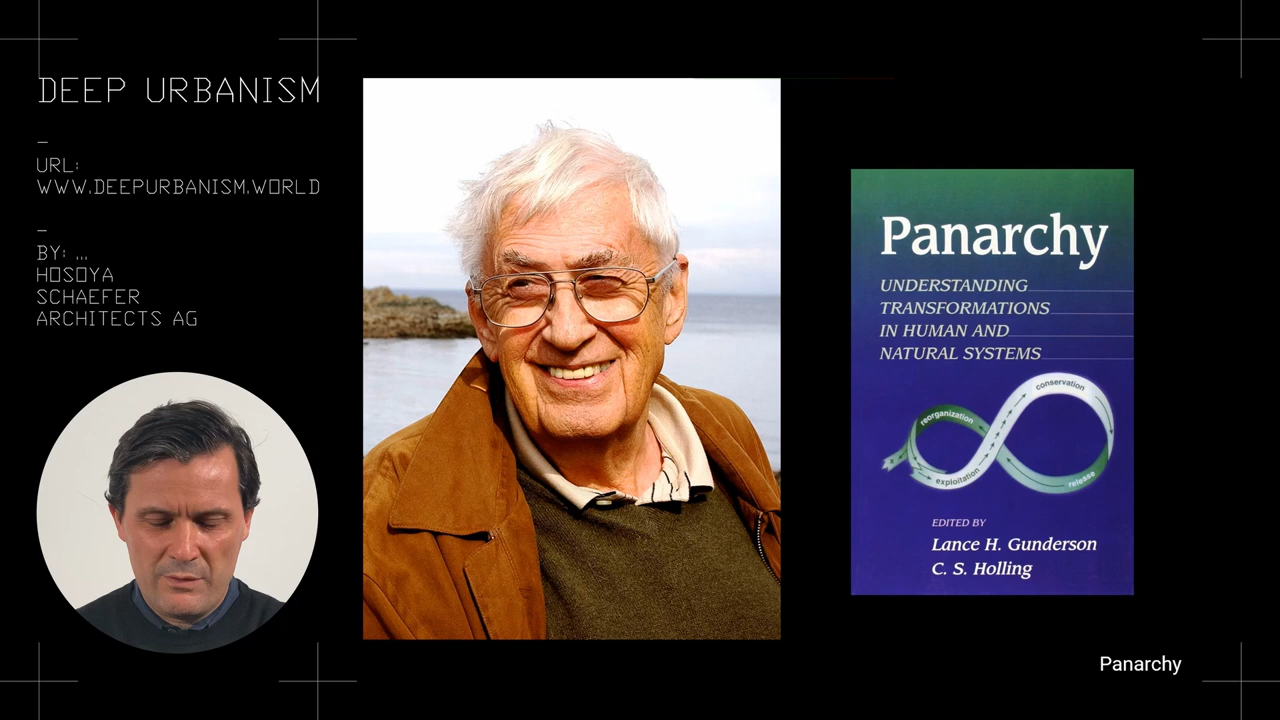 DEEP URBANISM
–
URL:
WWW.DEEPURBANISM.WORLD
–
BY: ...
HOSOYA
SCHAEFER
ARCHITECTS AG
Panarchy
UNDERSTANDING
TRANSFORMATIONS
IN HUMAN AND
NATURAL SYSTEMS
conservation
reorganization
exploitation
release
EDITED BY
Lance H. Gunderson
C. S. Holling
Panarchy